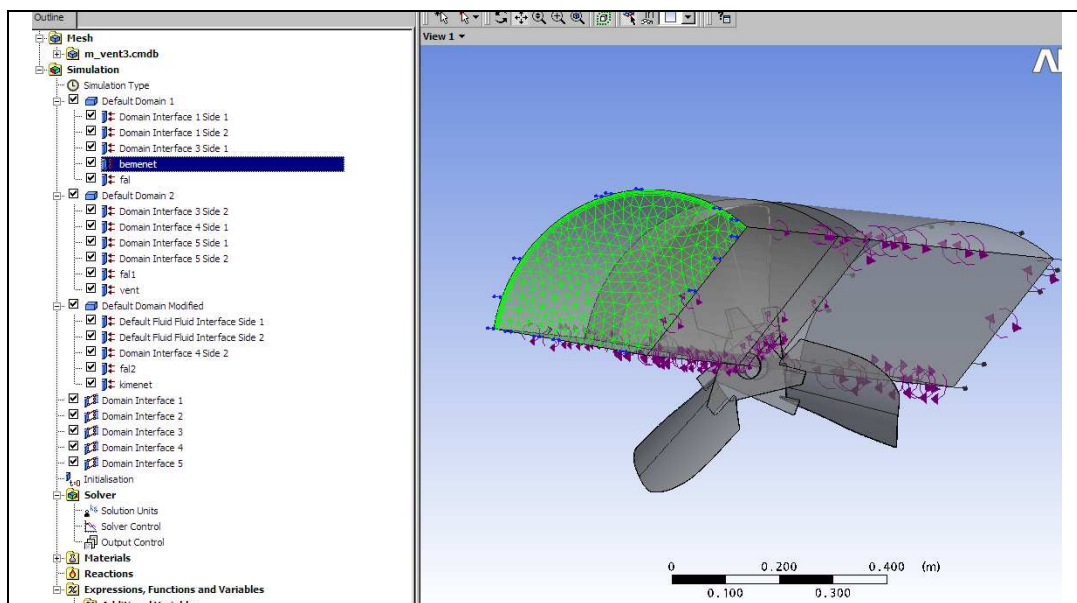 Outline
Mesh
m_vent3.cmdb
Simulation
Simulation Type
Default Domain 1
Domain Interface 1 Side 1
Domain Interface 1 Side 2
Domain Interface 3 Side 1
bemenet
fal
Default Domain 2
Domain Interface 3 Side 2
Domain Interface 4 Side 1
Domain Interface 5 Side 1
Domain Interface 5 Side 2
fal1
vent
Default Domain Modified
Default Fluid Fluid Interface Side 1
Default Fluid Fluid Interface Side 2
Domain Interface 4 Side 2
fal2
kimenet
Domain Interface 1
Domain Interface 2
Domain Interface 3
Domain Interface 4
Domain Interface 5
t=0 Initialisation
Solver
Solution Units
Solver Control
Output Control
Materials
Reactions
Expressions, Functions and Variables
View 1
0 0.200 0.400 (m)
0.100 0.300